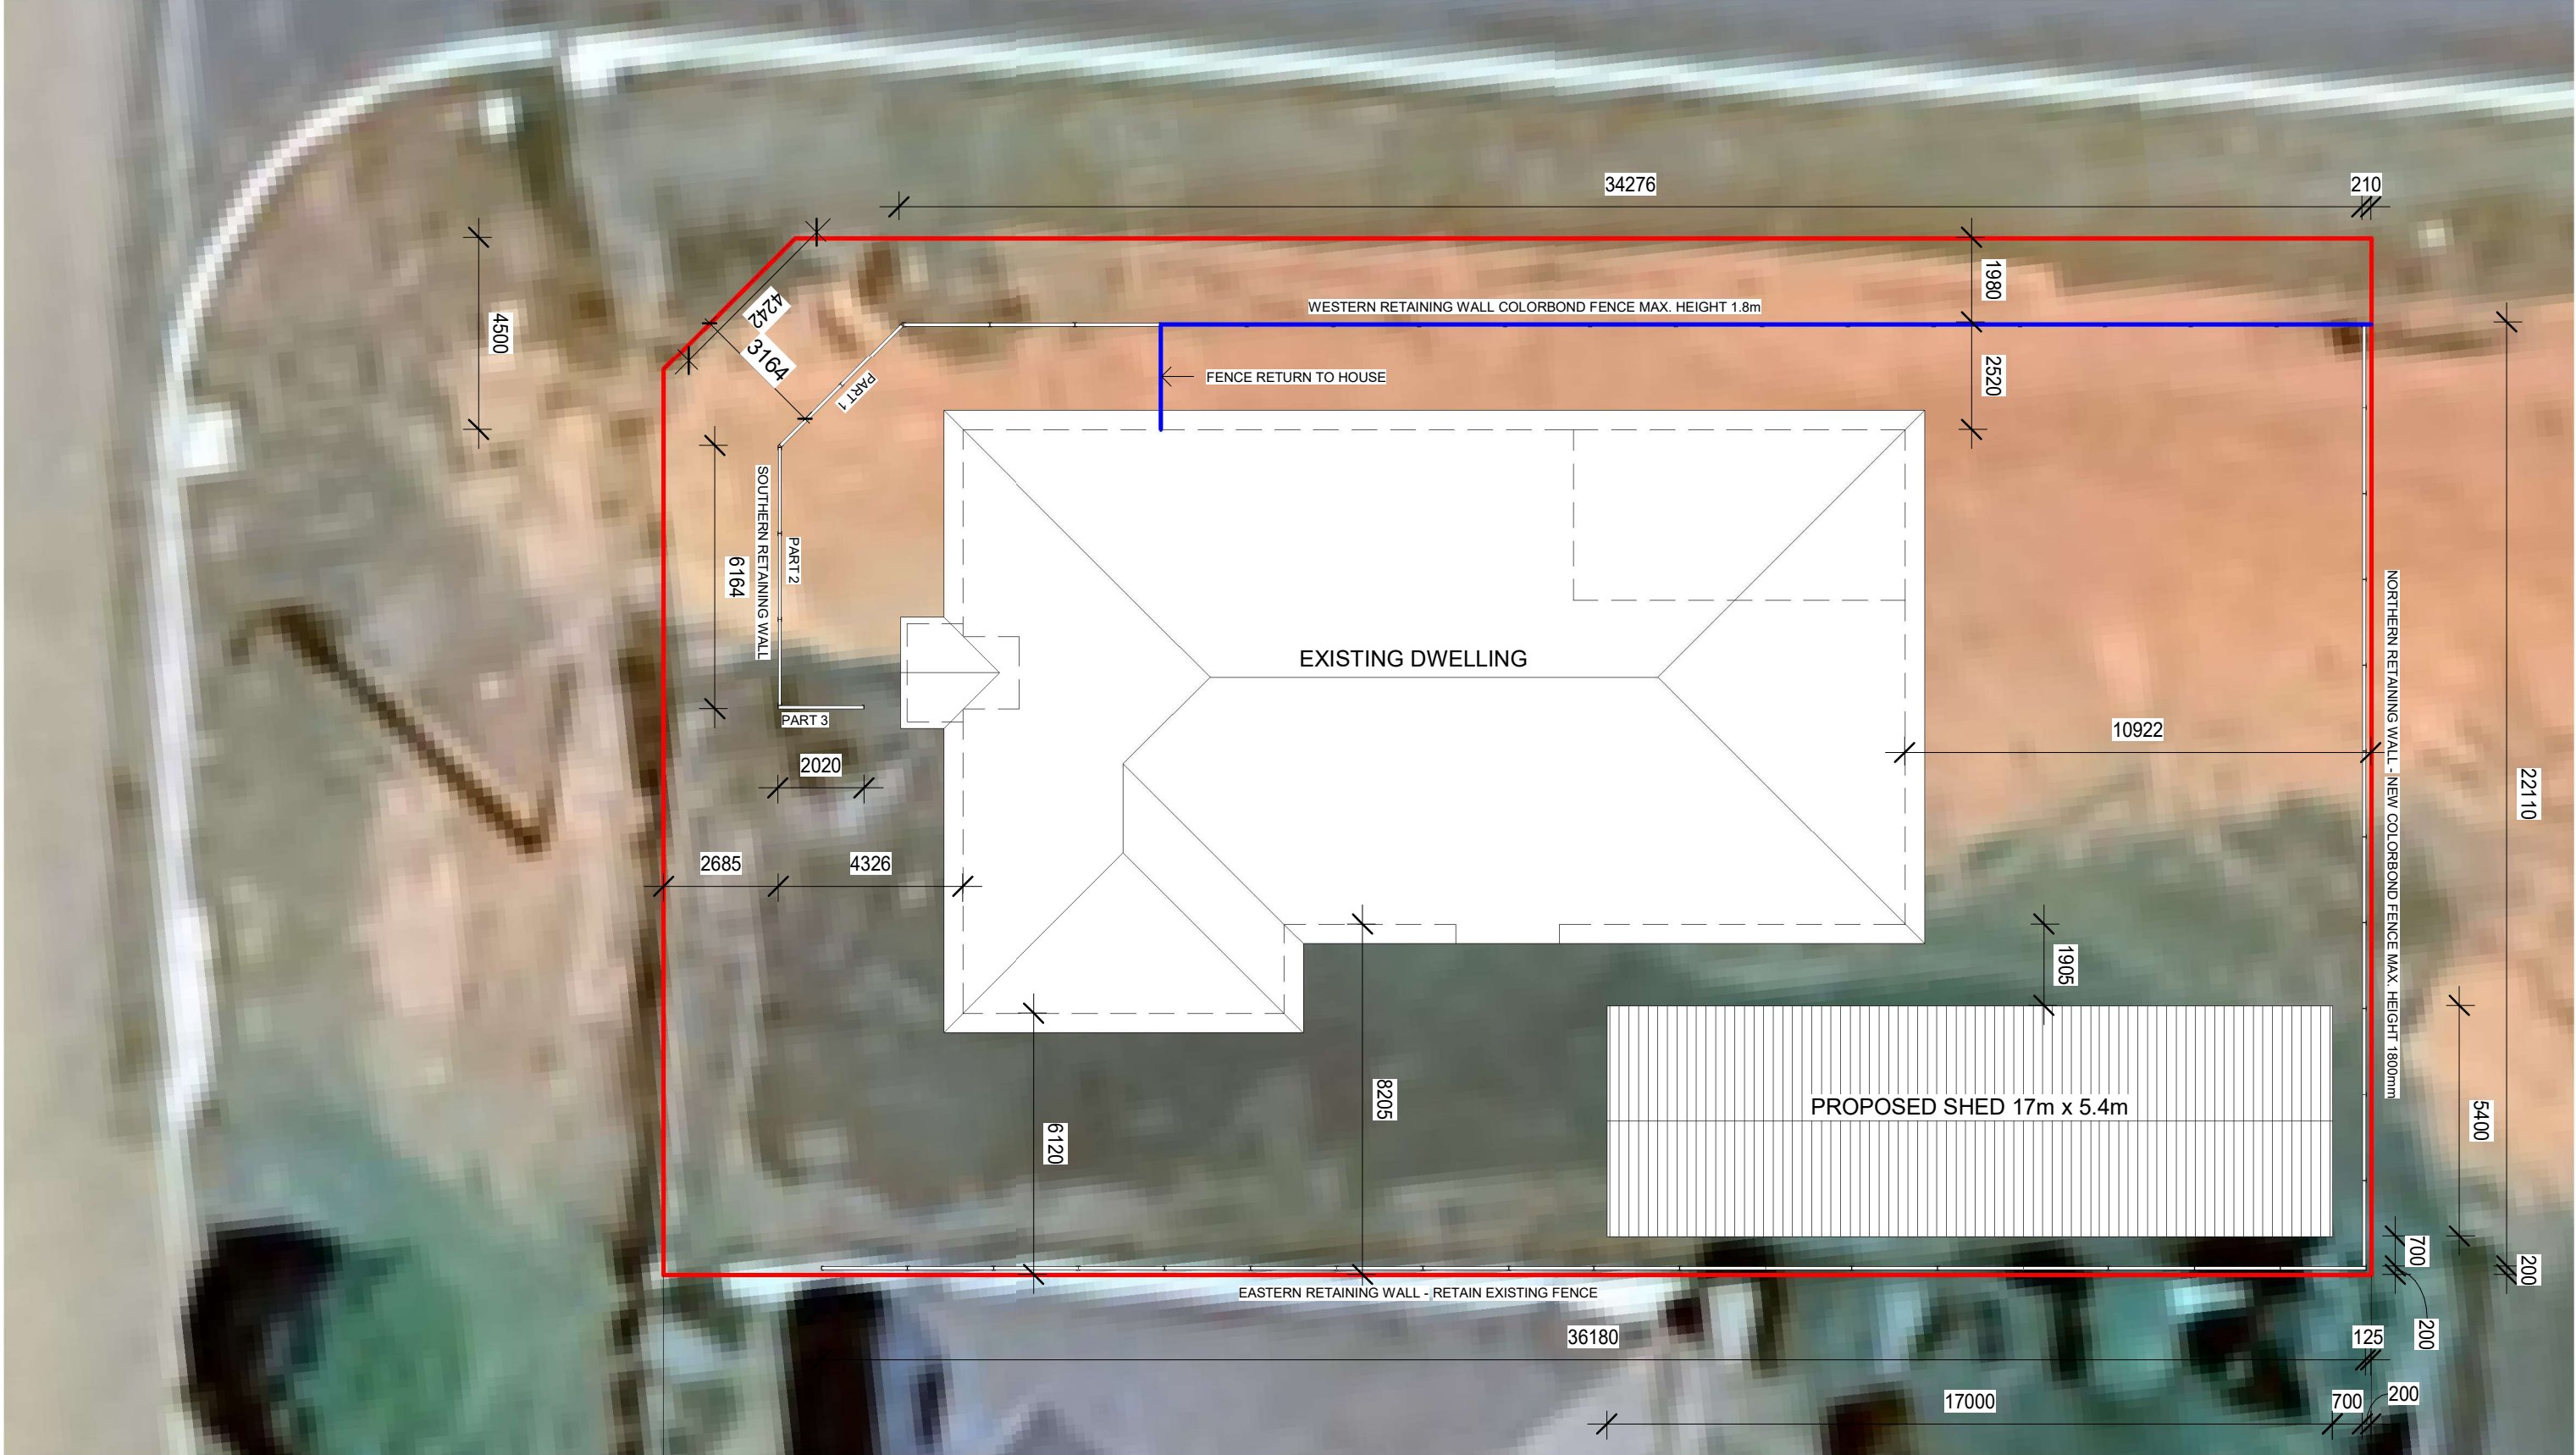 34276
210
4242
1980
WESTERN RETAINING WALL COLORBOND FENCE MAX. HEIGHT 1.8m
4500
3164
FENCE RETURN TO HOUSE
2520
PART 1
SOUTHERN RETAINING WALL
PART 2
6164
EXISTING DWELLING
PART 3
10922
NORTHERN RETAINING WALL - NEW COLORBOND FENCE MAX. HEIGHT 1800mm
22110
2020
2685
4326
1905
8205
6120
PROPOSED SHED 17m x 5.4m
5400
700
200
EASTERN RETAINING WALL - RETAIN EXISTING FENCE
36180
125
200
17000
700
200